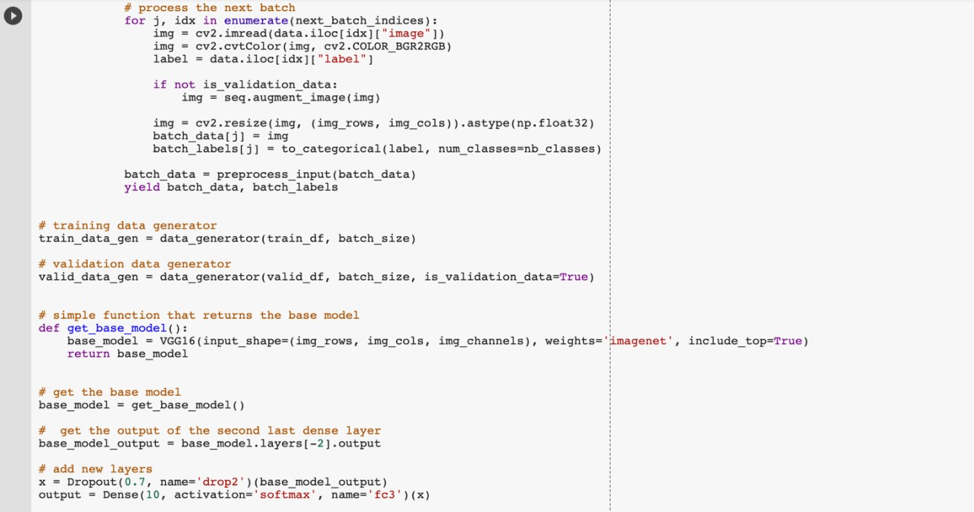 # process the next batch
for j, idx in enumerate(next_batch_indices):
img = cv2.imread(data.iloc[idx]["image"])
img = cv2.cvtColor(img, cv2.COLOR_BGR2RGB)
label = data.iloc[idx]["label"]
if not is_validation_data:
img = seq.augment_image(img)
img = cv2.resize(img, (img_rows, img_cols)).astype(np.float32)
batch_data[j] = img
batch_labels[j] = to_categorical(label, num_classes=nb_classes)
batch_data = preprocess_input(batch_data)
yield batch_data, batch_labels
# training data generator
train_data_gen = data_generator(train_df, batch_size)
# validation data generator
valid_data_gen = data_generator(valid_df, batch_size, is_validation_data=True)
# simple function that returns the base model
def get_base_model():
base_model = VGG16(input_shape=(img_rows, img_cols, img_channels), weights='imagenet', include_top=True)
return base_model
# get the base model
base_model = get_base_model()
#  get the output of the second last dense layer
base_model_output = base_model.layers[-2].output
# add new layers
x = Dropout(0.7, name='drop2')(base_model_output)
output = Dense(10, activation='softmax', name='fc3')(x)